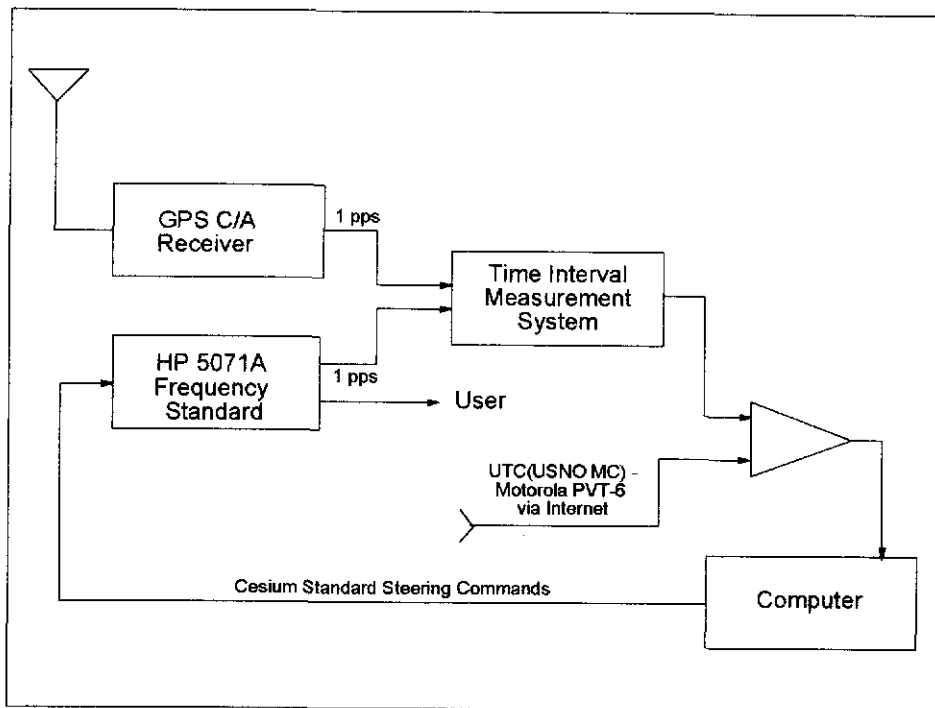 GPS C/A
Receiver
1 pps
Time Interval
Measurement
System
HP 5071A
Frequency
Standard
1 pps
User
UTC(USNO MC) -
Motorola PVT-6
via Internet
Cesium Standard Steering Commands
Computer